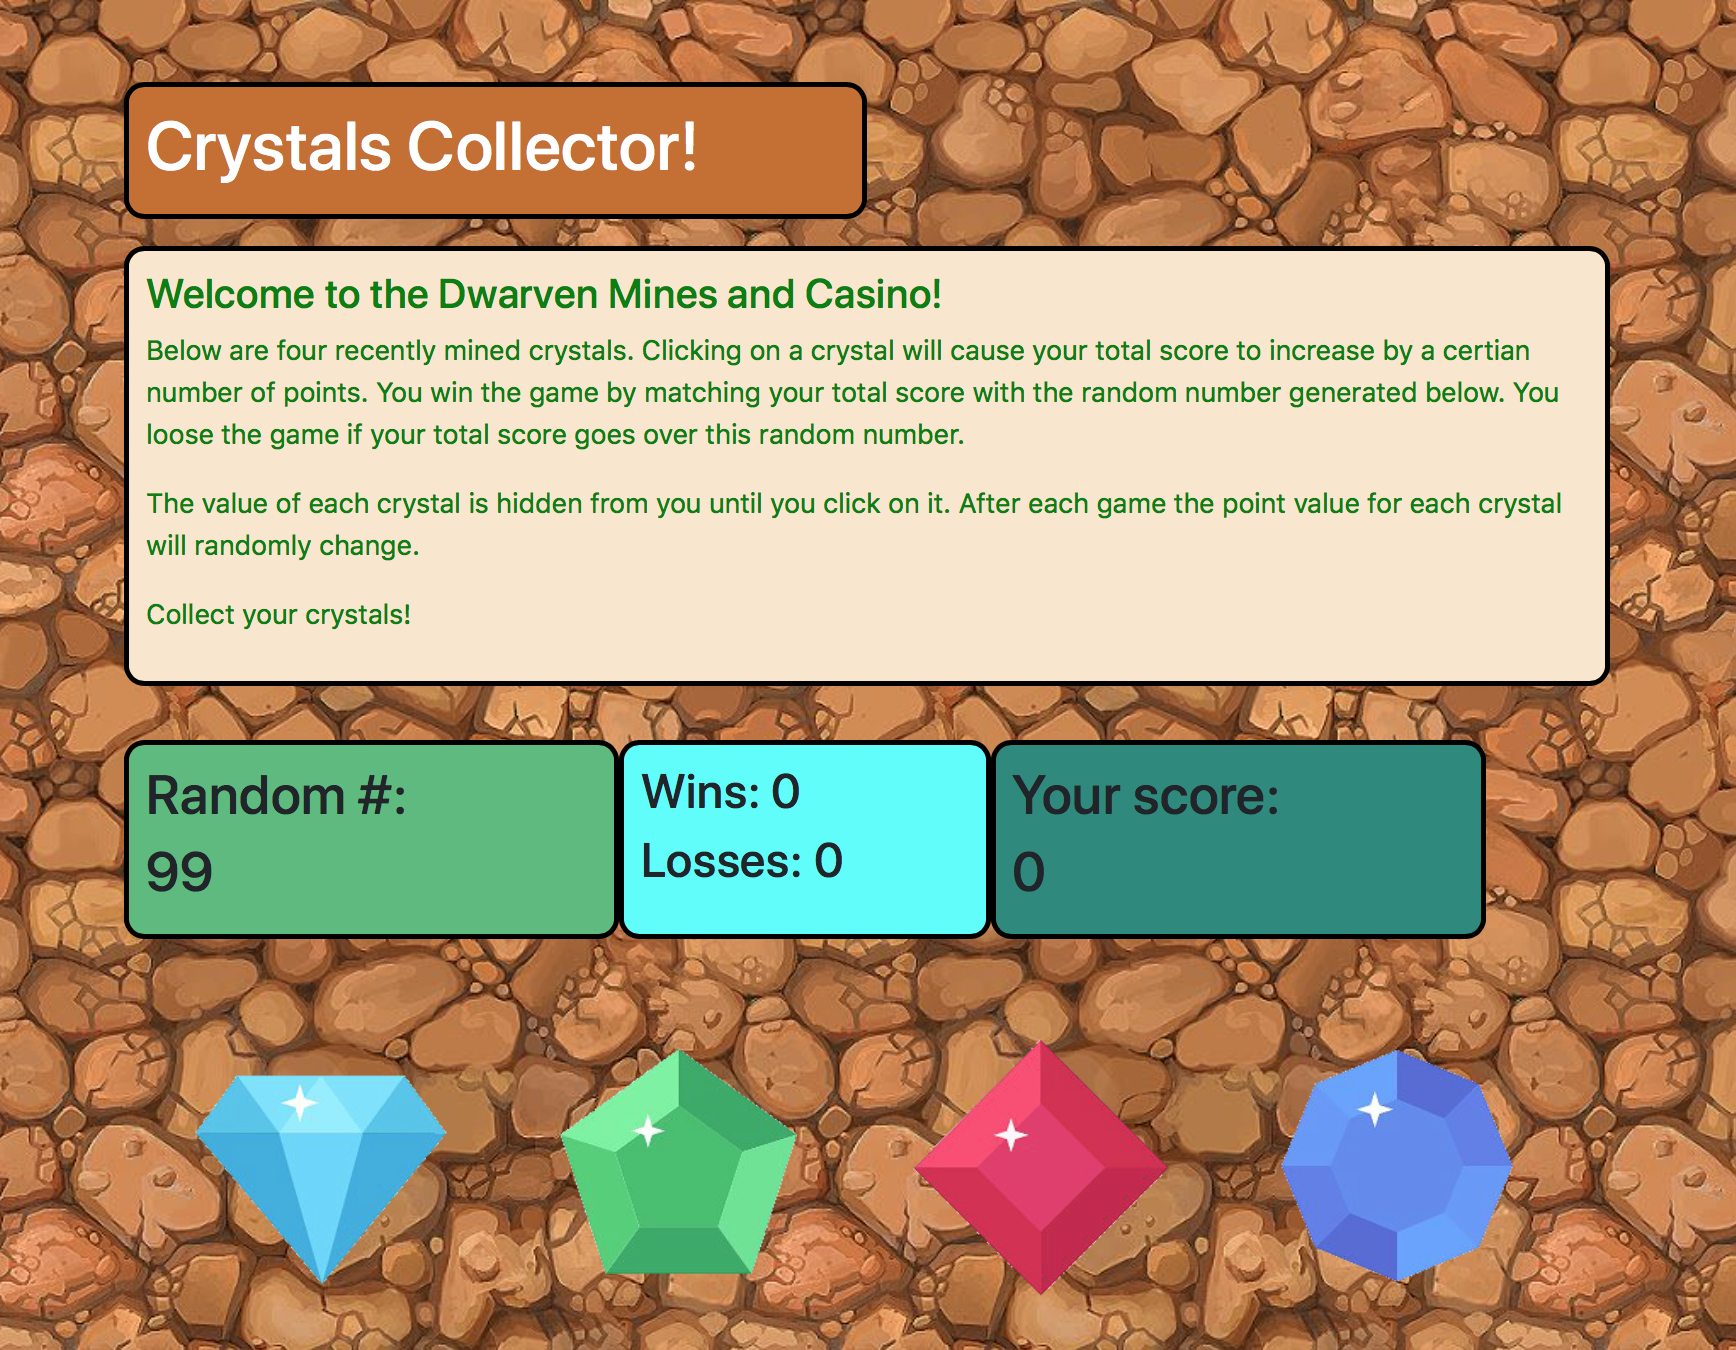 Crystals Collector!
Welcome to the Dwarven Mines and Casino!
Below are four recently mined crystals. Clicking on a crystal will cause your total score to increase by a certian
number of points. You win the game by matching your total score with the random number generated below. You
loose the game if your total score goes over this random number.
The value of each crystal is hidden from you until you click on it. After each game the point value for each crystal
will randomly change.
Collect your crystals!
Random #:
99
Wins: 0
Losses: 0
Your score:
0